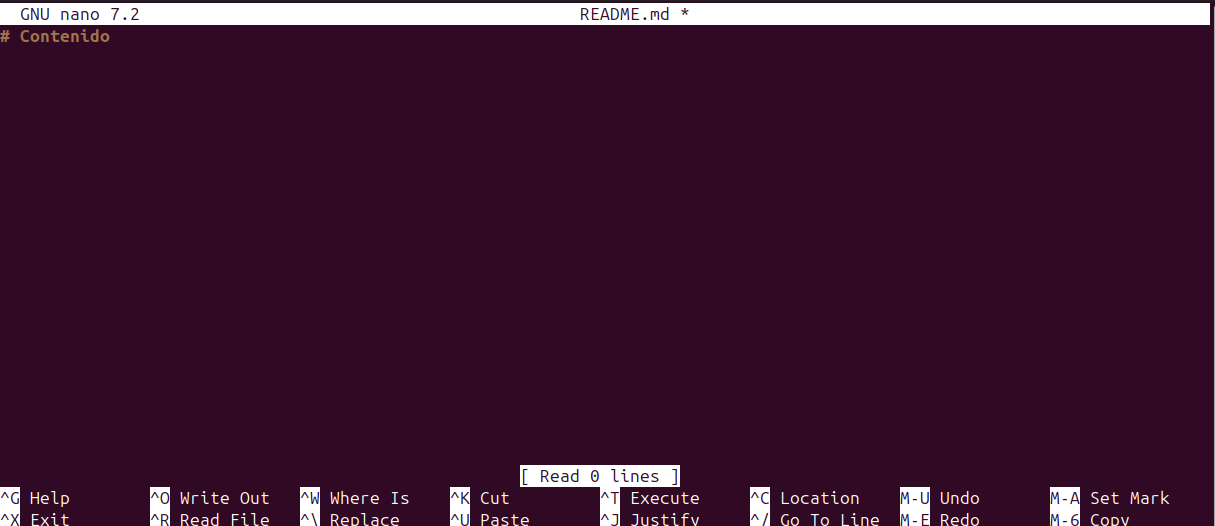 GNU nano 7.2 README.md *
# Contenido
[ Read 0 lines ]
^G Help ^O Write Out ^W Where Is ^K Cut ^T Execute ^C Location M-U Undo M-A Set Mark
^X Exit ^R Read File ^\ Replace ^U Paste ^J Justify ^/ Go To Line M-E Redo M-6 Copy